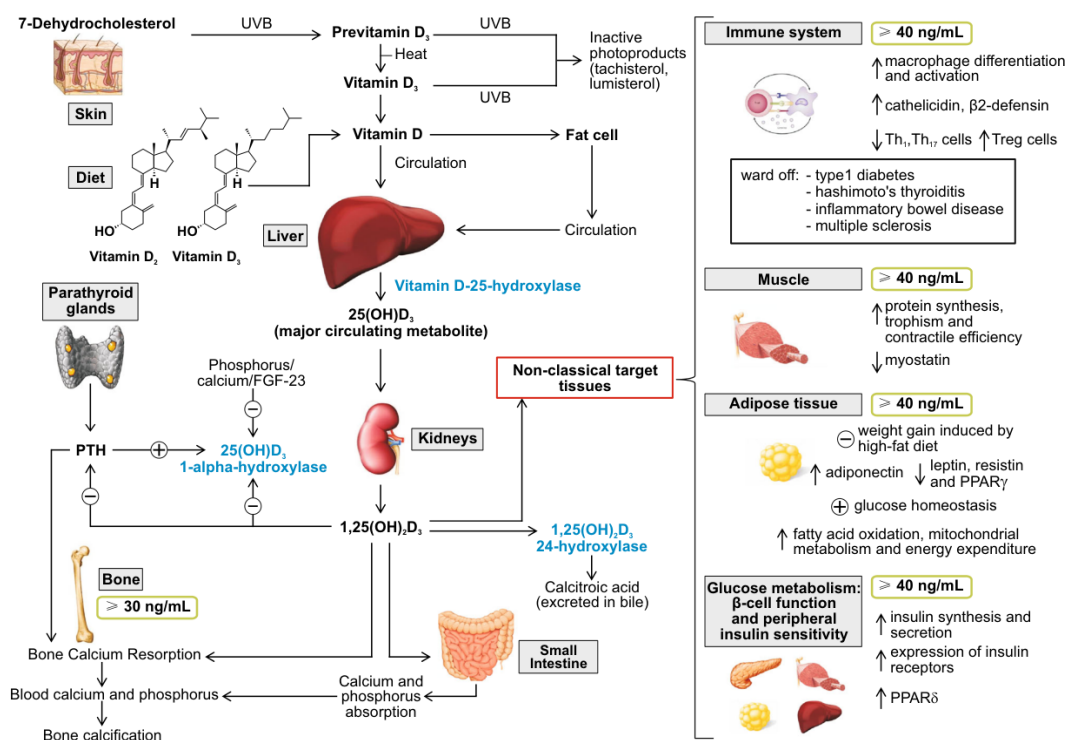 7-Dehydrocholesterol
UVB
Previtamin D₃
UVB
Heat
Inactive
photoproducts
(tachisterol,
lumisterol)
Vitamin D₃
UVB
Skin
Vitamin D
Fat cell
Circulation
Diet
H
H
HO
HO
Vitamin D₂
Vitamin D₃
Liver
Circulation
Vitamin D-25-hydroxylase
25(OH)D₃
(major circulating metabolite)
Parathyroid
glands
Phosphorus/
calcium/FGF-23
−
Non-classical target
tissues
Kidneys
PTH
+
25(OH)D₃
1-alpha-hydroxylase
−
−
1,25(OH)₂D₃
1,25(OH)₂D₃
24-hydroxylase
Calcitroic acid
(excreted in bile)
Bone
⩾ 30 ng/mL
Bone Calcium Resorption
Small
Intestine
Blood calcium and phosphorus
Calcium and
phosphorus
absorption
Bone calcification
Immune system
⩾ 40 ng/mL
↑ macrophage differentiation
and activation
↑ cathelicidin, β2-defensin
↓ Th₁,Th₁₇ cells ↑ Treg cells
ward off: - type1 diabetes
- hashimoto's thyroiditis
- inflammatory bowel disease
- multiple sclerosis
Muscle
⩾ 40 ng/mL
↑ protein synthesis,
trophism and
contractile efficiency
↓ myostatin
Adipose tissue
⩾ 40 ng/mL
− weight gain induced by
high-fat diet
↑ adiponectin
↓ leptin, resistin
and PPARγ
+ glucose homeostasis
↑ fatty acid oxidation, mitochondrial
metabolism and energy expenditure
Glucose metabolism:
β-cell function
and peripheral
insulin sensitivity
⩾ 40 ng/mL
↑ insulin synthesis and
secretion
↑ expression of insulin
receptors
↑ PPARδ